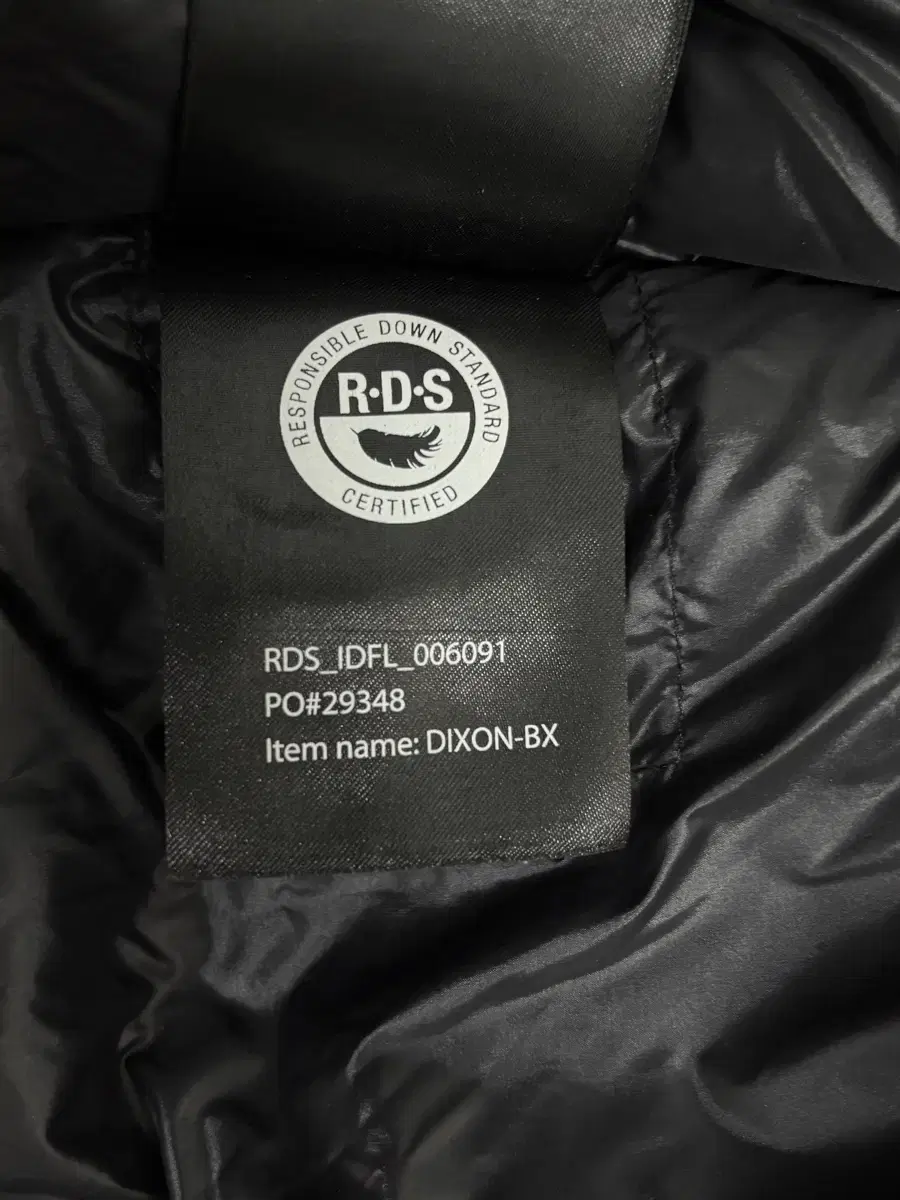 RESPONSIBLE DOWN STANDARD
R·D·S
CERTIFIED
RDS_IDFL_006091
PO#29348
Item name: DIXON-BX